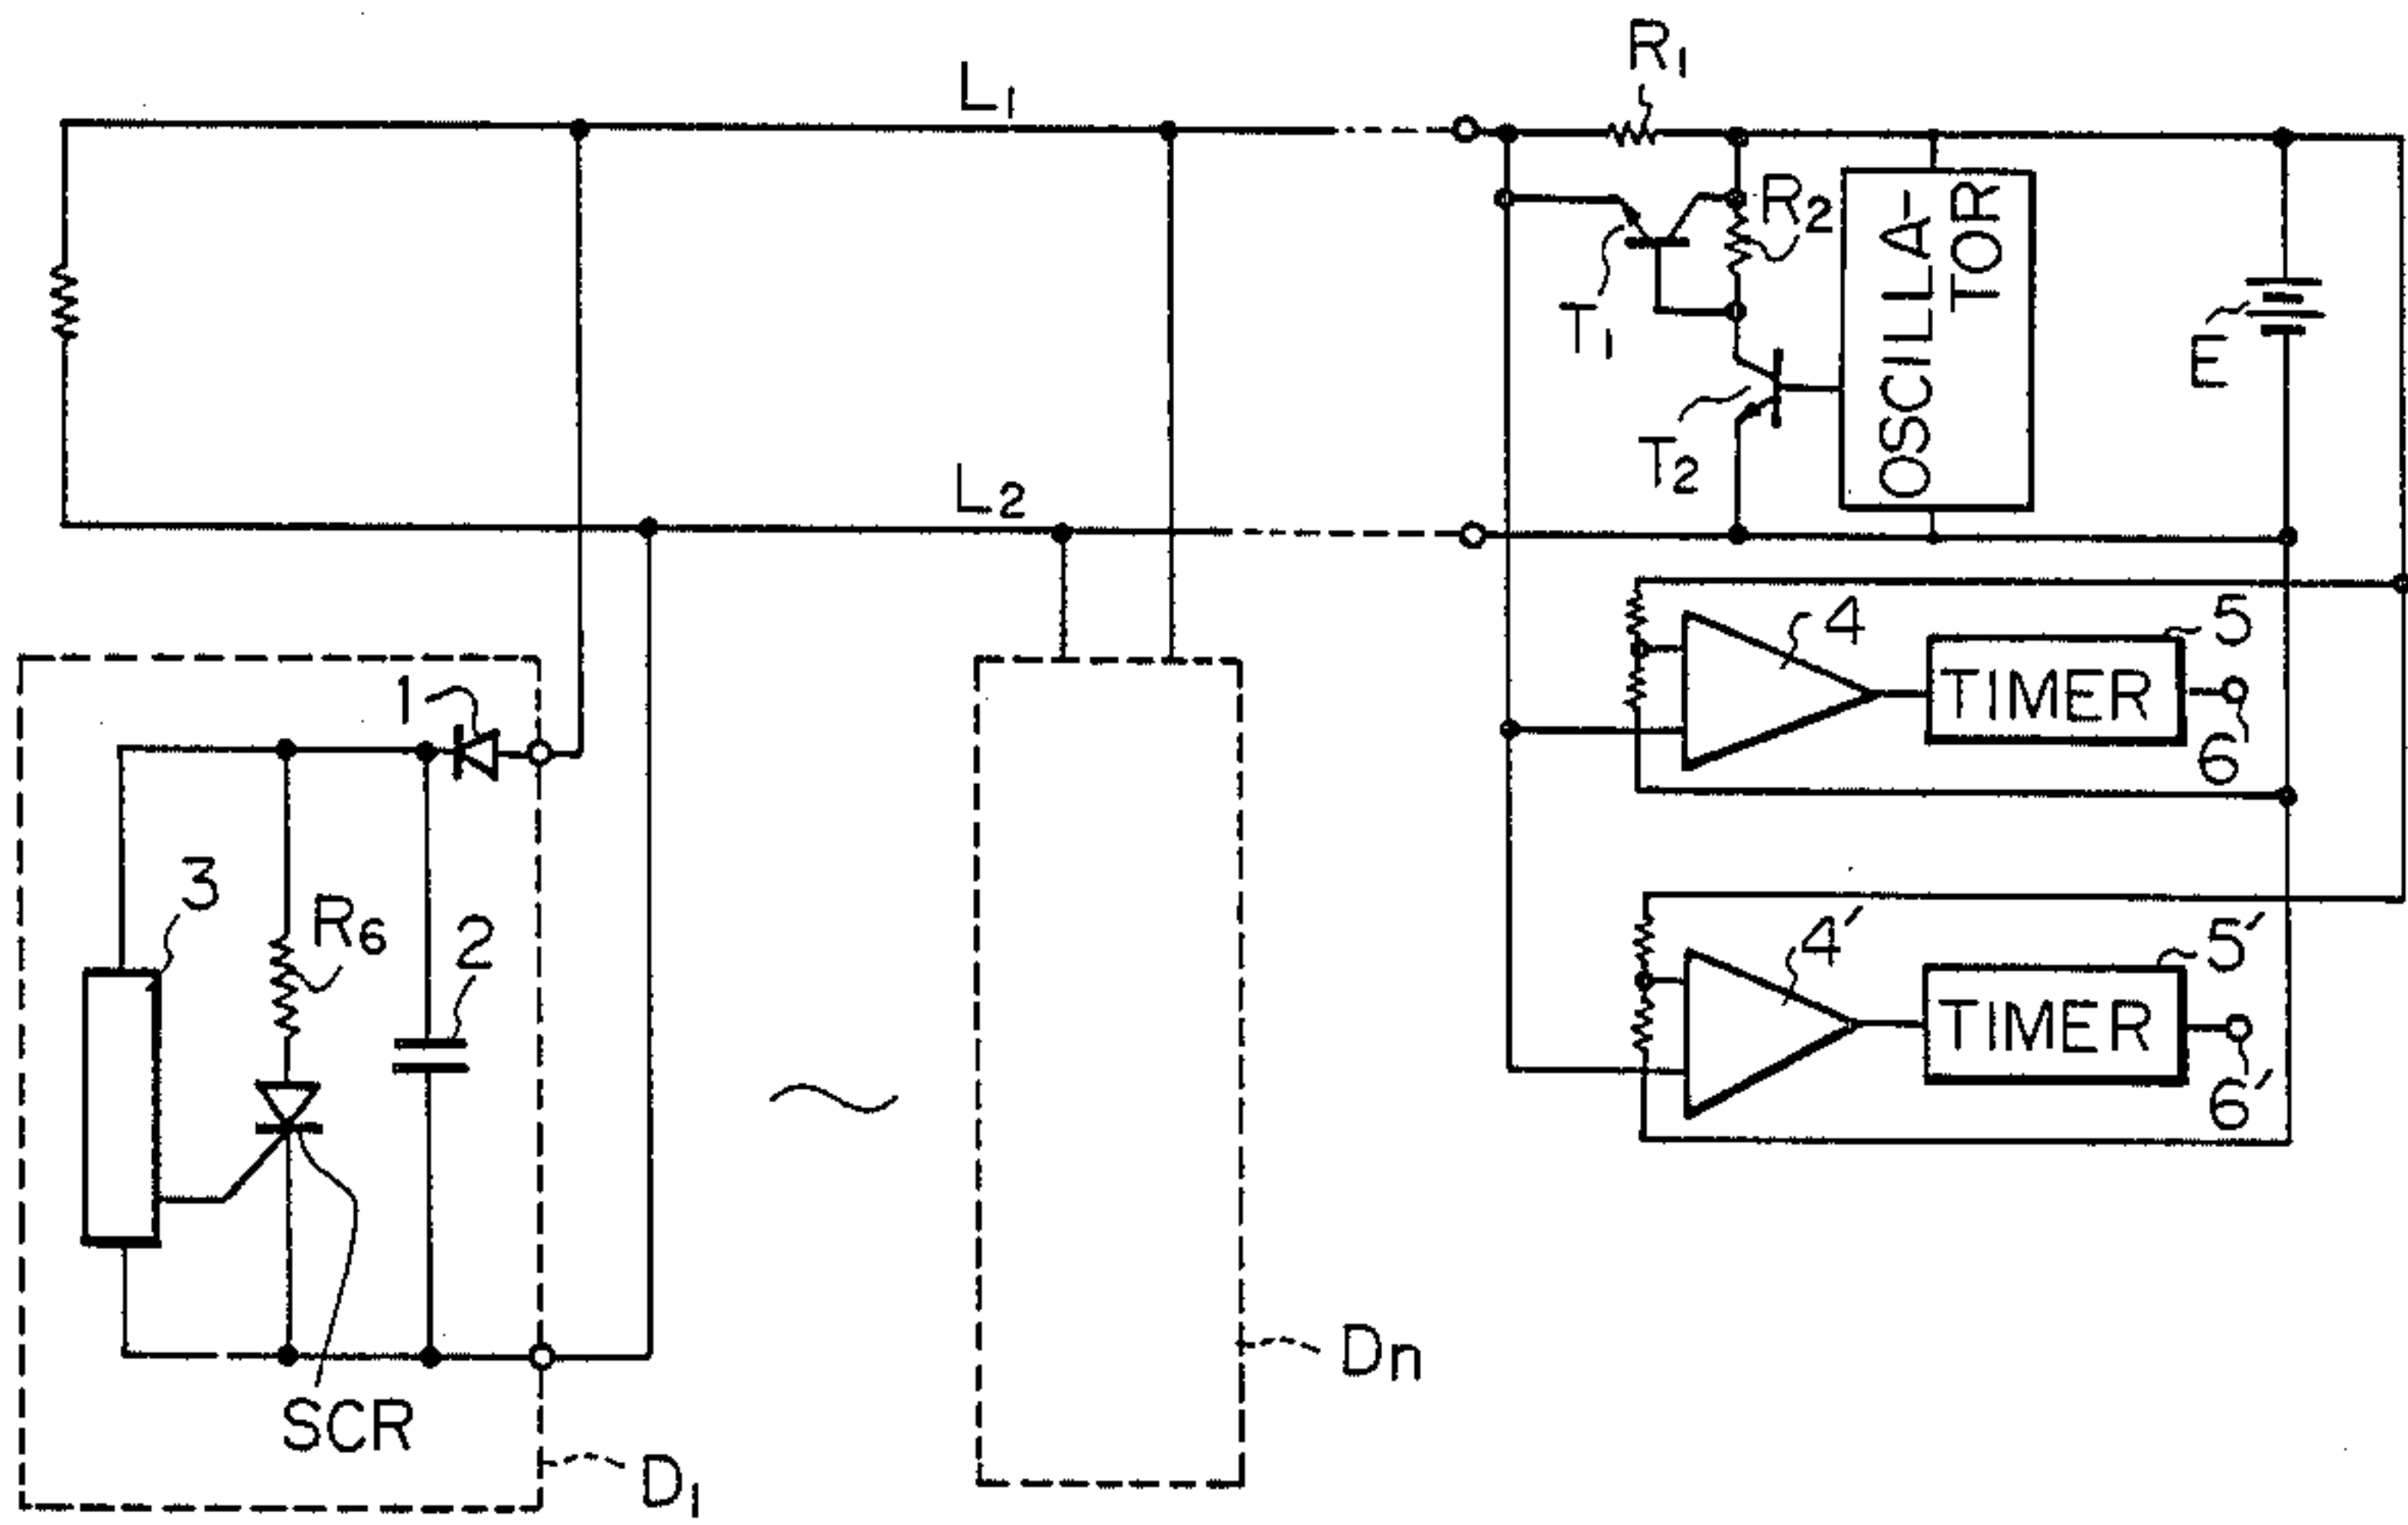 R1
L1
R2
OSCILLA-
TOR
T1
E
L2
T2
4
5
TIMER
1
6
3
R6
2
4′
5′
TIMER
6′
Dn
SCR
D1